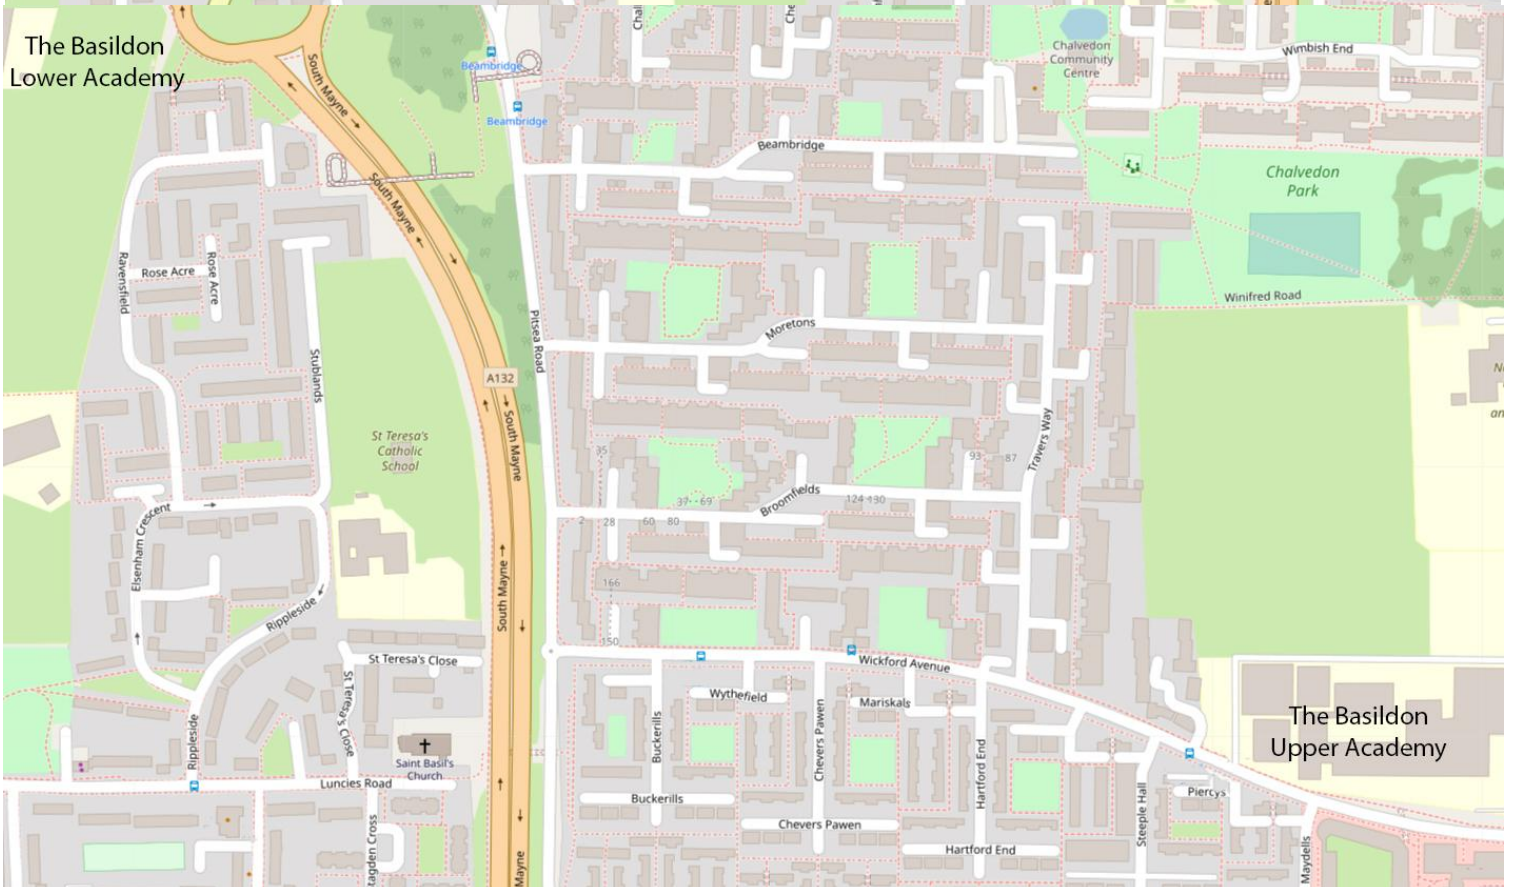 The Basildon
Lower Academy
South Mayne
Beambridge
Beambridge
Chalvedon
Community
Centre
Wimbish End
Beambridge
South Mayne
Chalvedon
Park
Ravensfield
Rose Acre
Rose Acre
Winifred Road
Pitsea Road
Moretons
Stublands
A132
South Mayne
St Teresa's
Catholic
School
Travers Way
35
93
87
37
69
Broomfields
124
130
2
28
60
80
Elsenham Crescent
South Mayne
166
Rippleside
150
St Teresa's Close
Wickford Avenue
St Teresa's Close
Wythefield
Mariskals
Buckerills
Chevers Pawen
Rippleside
Hartford End
The Basildon
Upper Academy
Saint Basil's
Church
Luncies Road
Buckerills
Piercys
Steeple Hall
Chevers Pawen
Hartford End
Maydells
Mayne